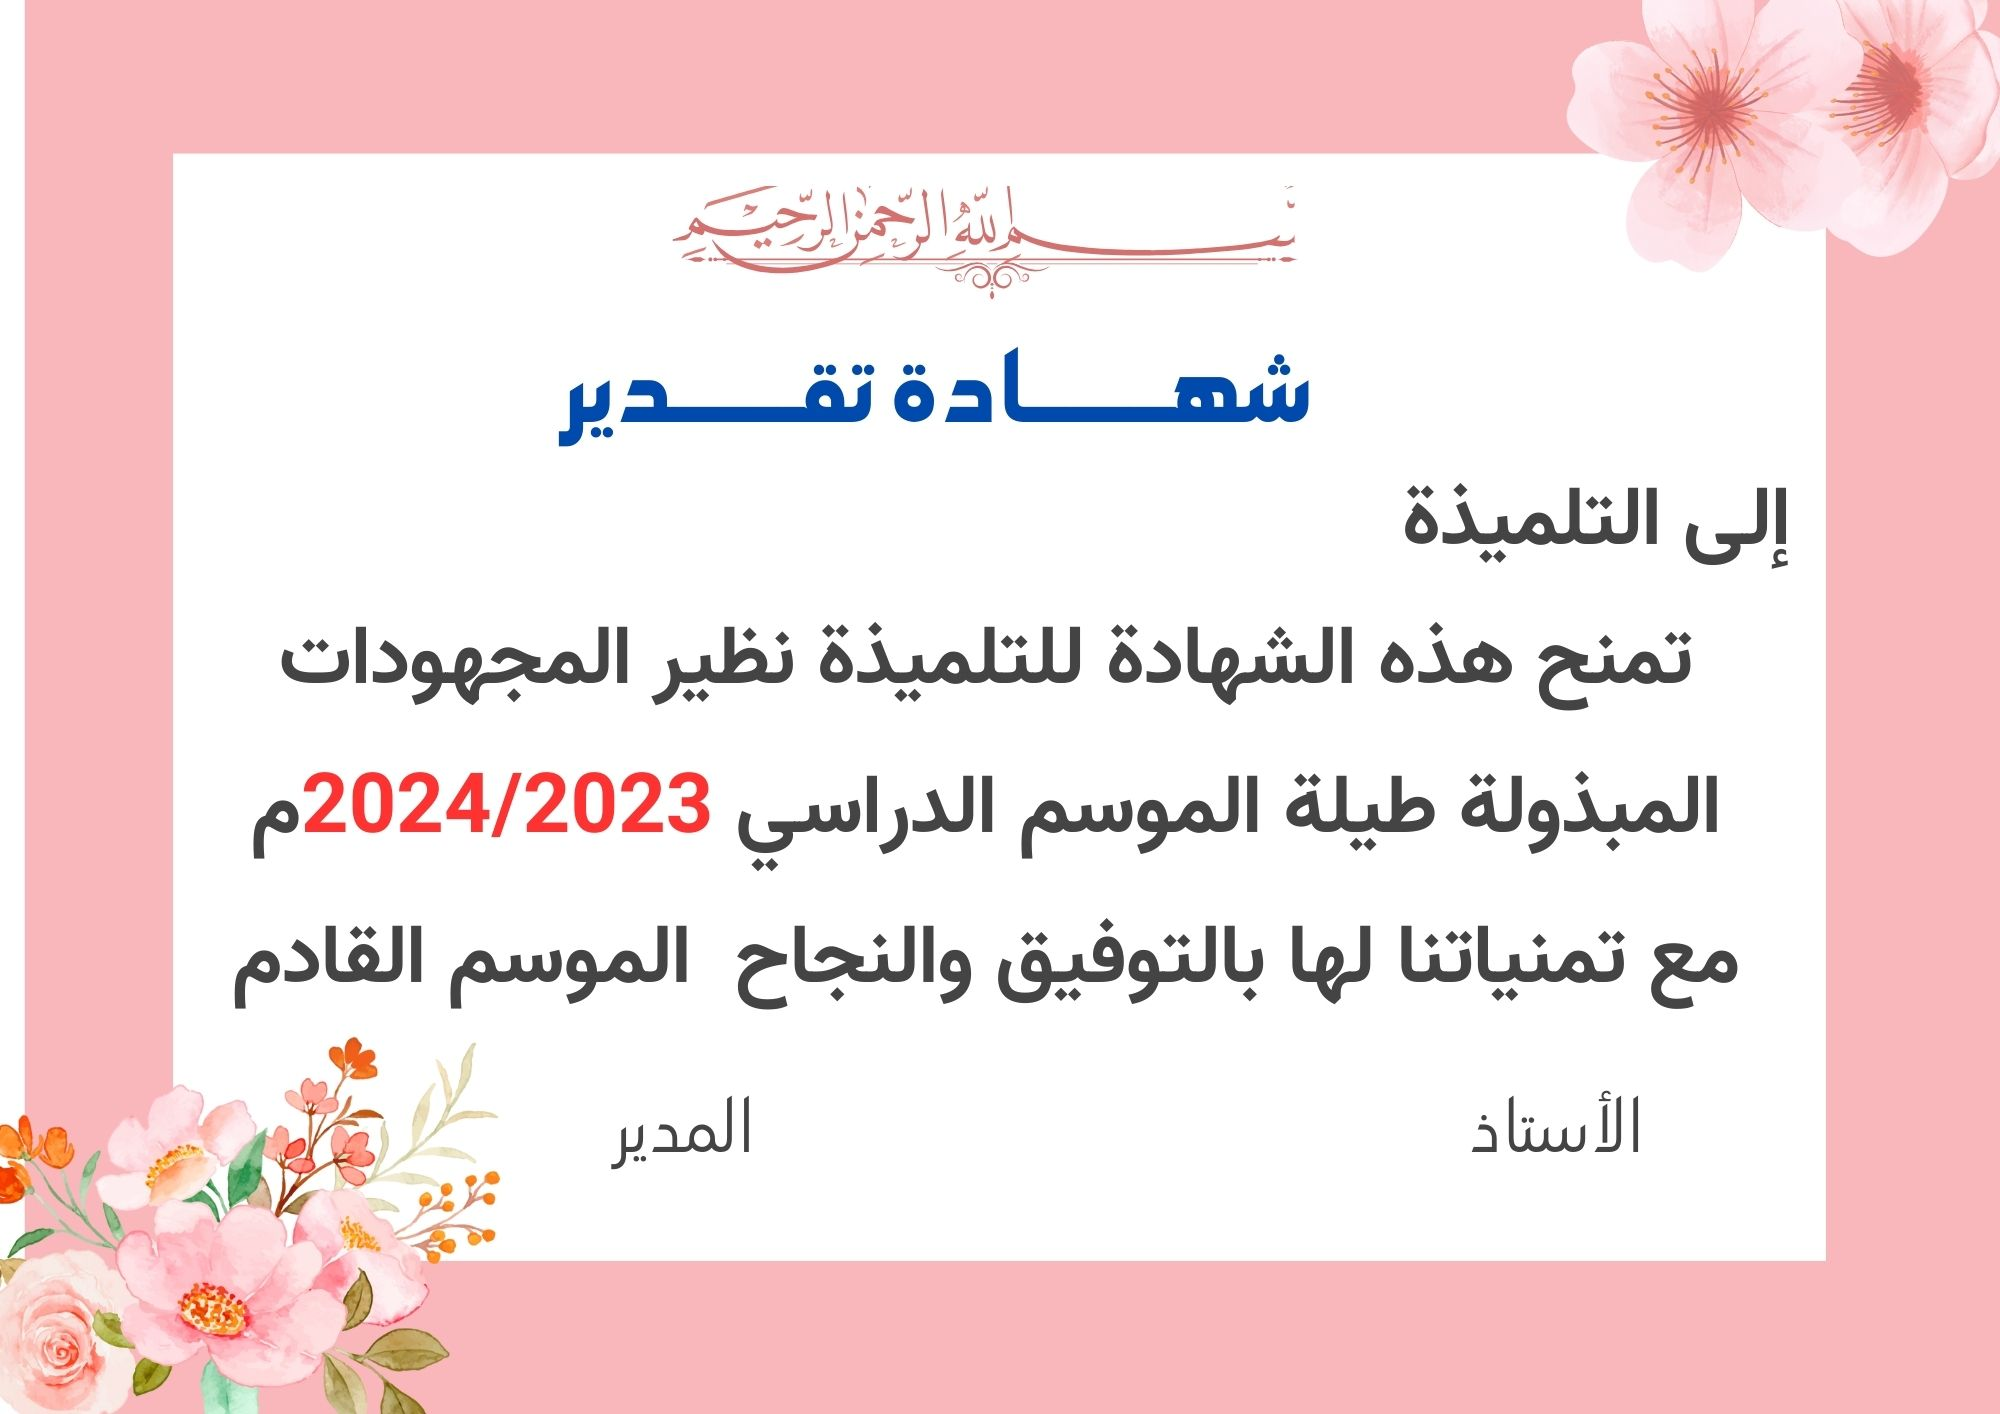 بسم الله الرحمن الرحيم
شهـــــادة تقـــــدير
إلى التلميذة
تمنح هذه الشهادة للتلميذة نظير المجهودات
المبذولة طيلة الموسم الدراسي 2024/2023م
مع تمنياتنا لها بالتوفيق والنجاح الموسم القادم
الأستاذ المدير